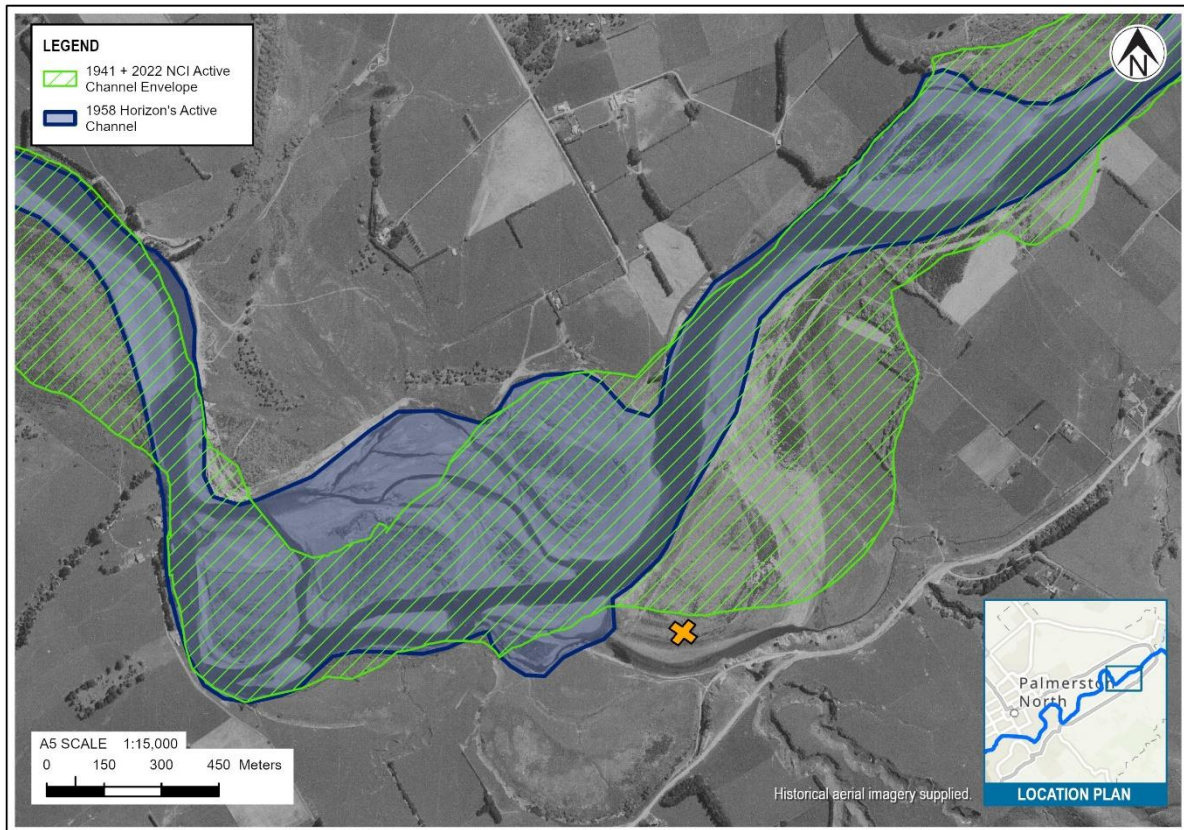 LEGEND
1941 + 2022 NCI Active
Channel Envelope
1958 Horizon's Active
Channel
N
A5 SCALE 1:15,000
0 150 300 450 Meters
Historical aerial imagery supplied.
Palmerston
North
LOCATION PLAN